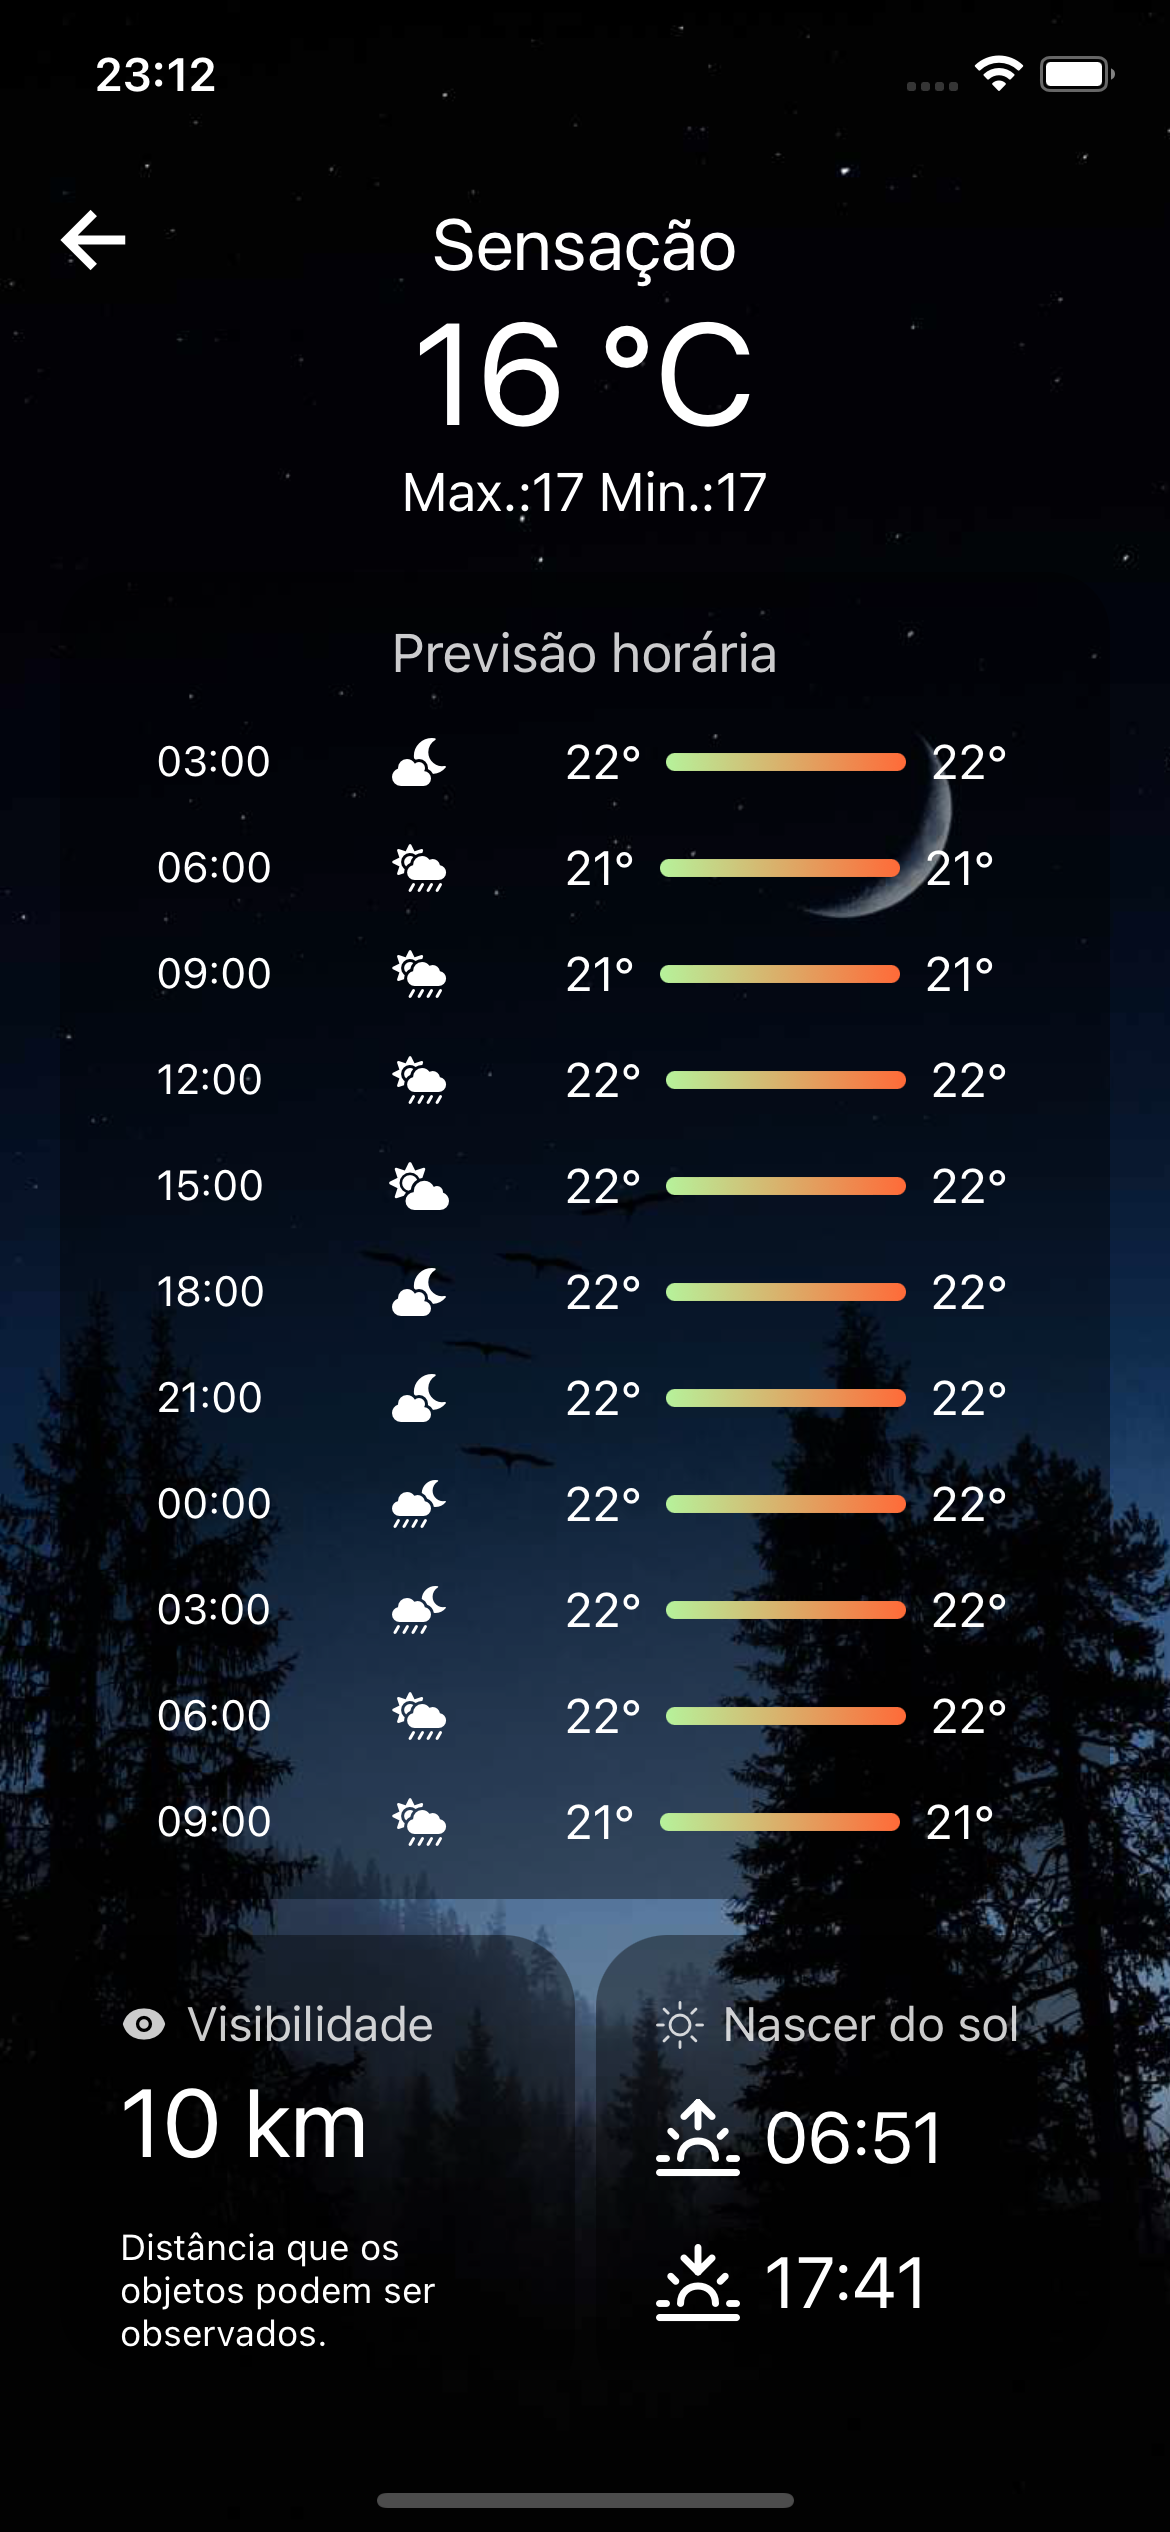 23:12
Sensação
16 °C
Max.:17 Min.:17
Previsão horária
03:00 22° 22°
06:00 21° 21°
09:00 21° 21°
12:00 22° 22°
15:00 22° 22°
18:00 22° 22°
21:00 22° 22°
00:00 22° 22°
03:00 22° 22°
06:00 22° 22°
09:00 21° 21°
Visibilidade
10 km
Distância que os
objetos podem ser
observados.
Nascer do sol
06:51
17:41